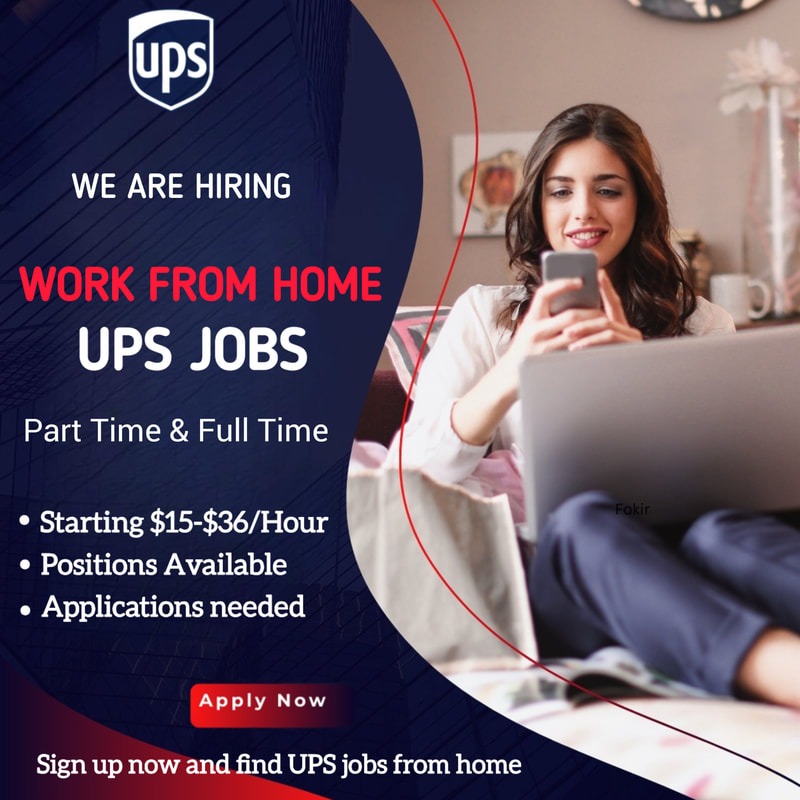 ups
WE ARE HIRING
WORK FROM HOME
UPS JOBS
Part Time & Full Time
• Starting $15-$36/Hour
• Positions Available
• Applications needed
Fokir
Apply Now
Sign up now and find UPS jobs from home